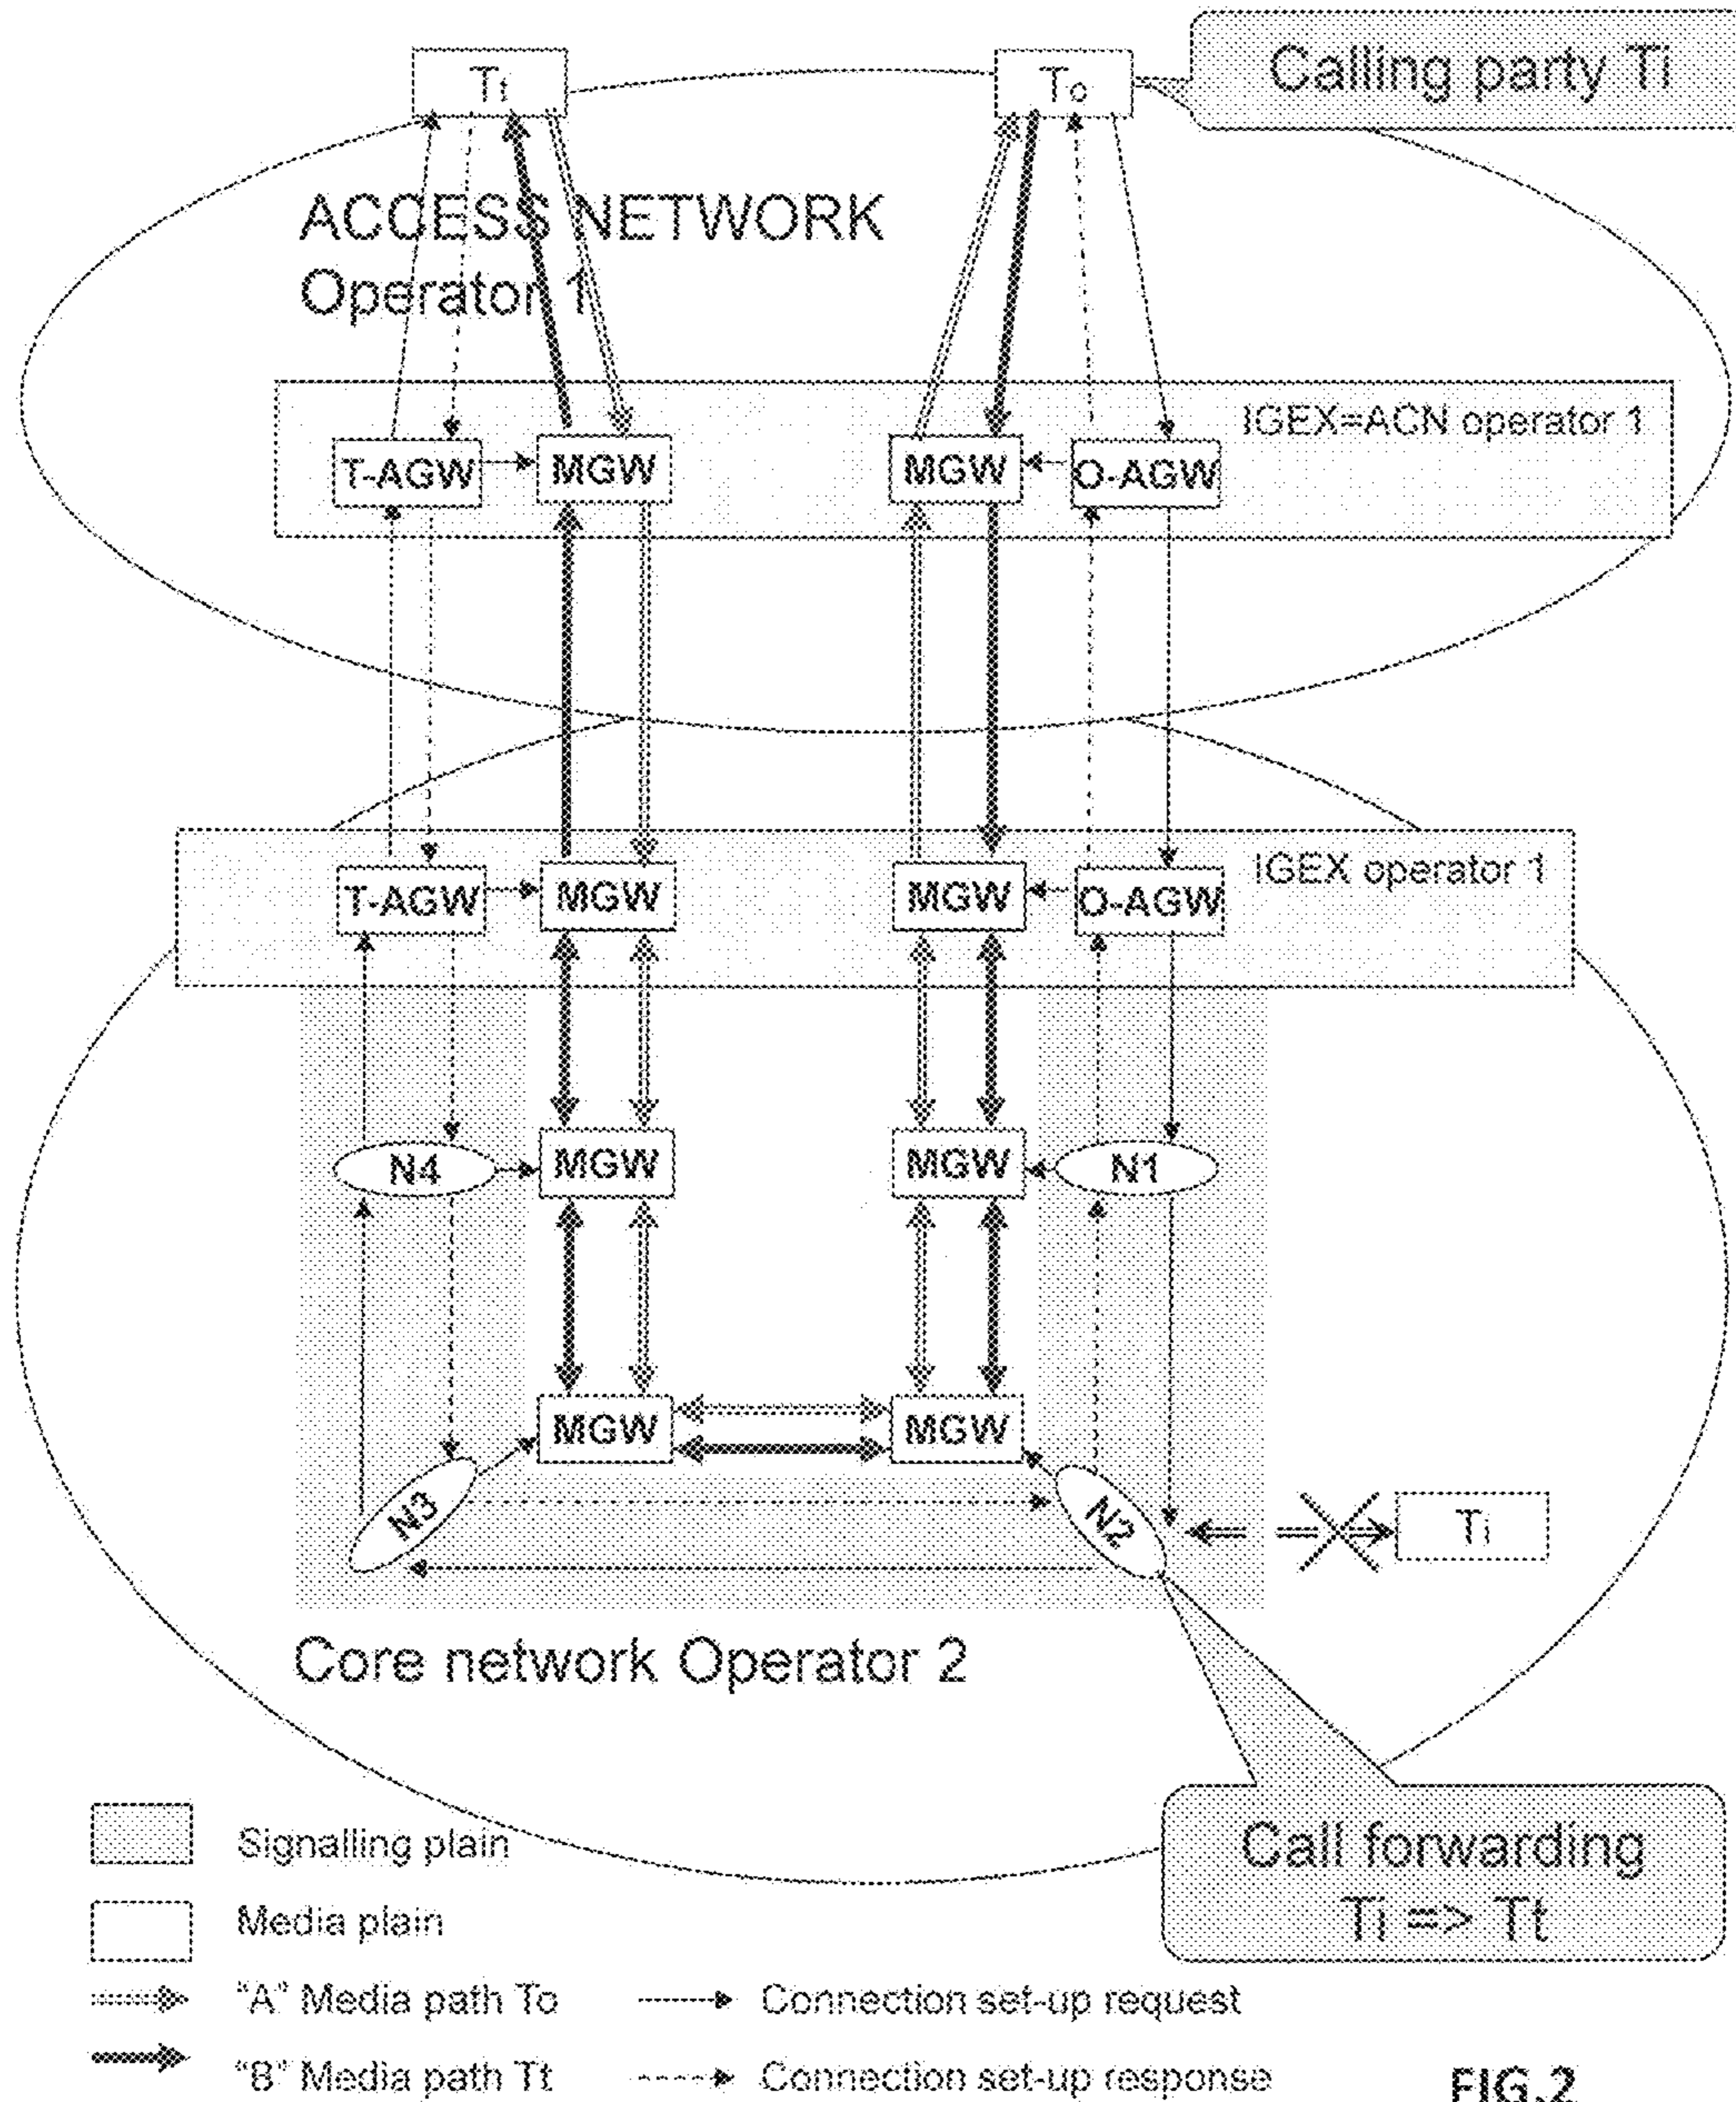 Tt
To
Calling party Ti
ACCESS NETWORK
Operator 1
IGEX=ACN operator 1
T-AGW
MGW
MGW
O-AGW
IGEX operator 1
T-AGW
MGW
MGW
O-AGW
N4
MGW
MGW
N1
MGW
MGW
N3
N2
Ti
Core network Operator 2
Call forwarding
Ti => Tt
Signalling plain
Media plain
"A" Media path To
Connection set-up request
"B" Media path Tt
Connection set-up response
FIG.2